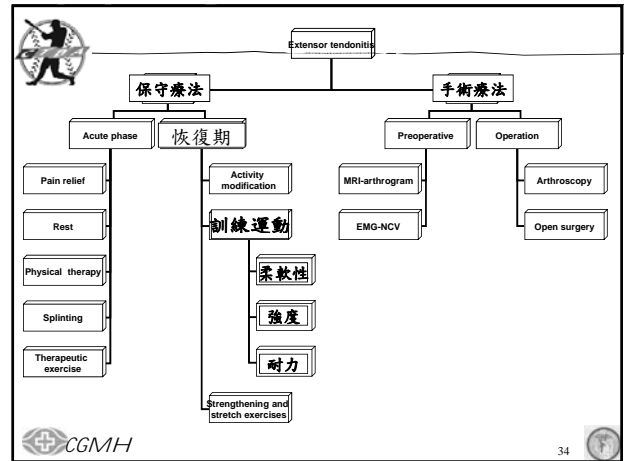 Extensor tendonitis
保守療法
手術療法
Acute phase
恢復期
Preoperative
Operation
Pain relief
Rest
Physical therapy
Splinting
Therapeutic
exercise
Activity
modification
訓練運動
柔軟性
強度
耐力
Strengthening and
stretch exercises
MRI-arthrogram
EMG-NCV
Arthroscopy
Open surgery
CGMH
34